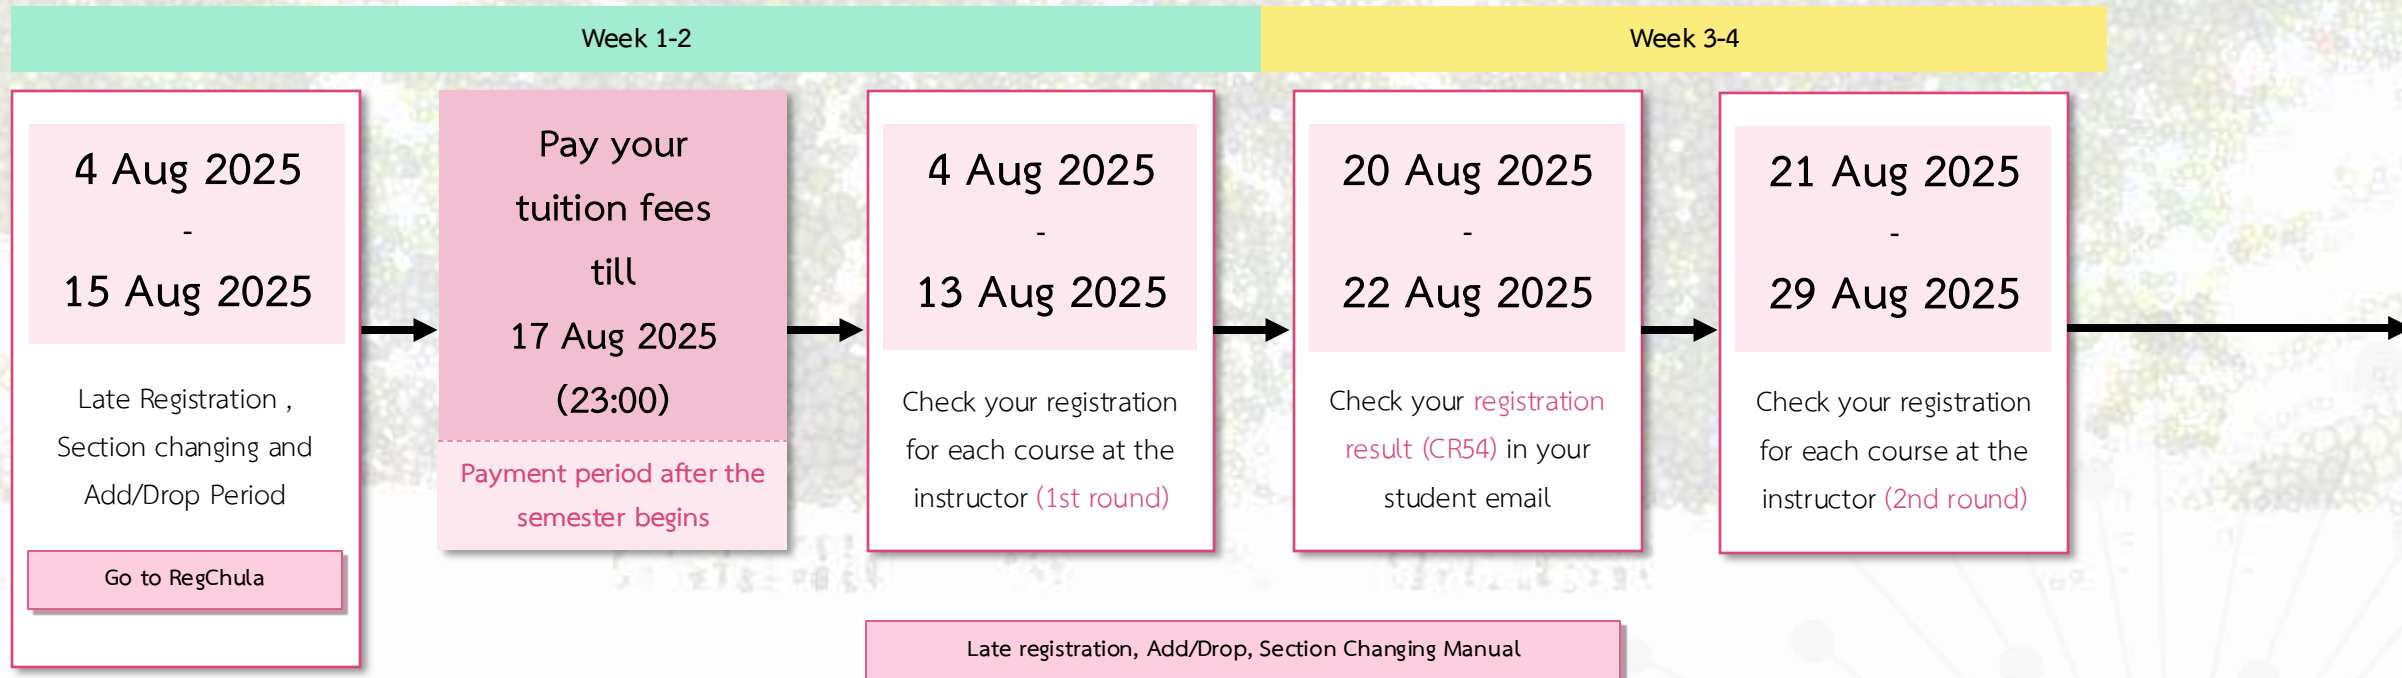 Week 1-2
Week 3-4
4 Aug 2025
-
15 Aug 2025
Late Registration ,
Section changing and
Add/Drop Period
Go to RegChula
Pay your
tuition fees
till
17 Aug 2025
(23:00)
Payment period after the
semester begins
4 Aug 2025
-
13 Aug 2025
Check your registration
for each course at the
instructor (1st round)
20 Aug 2025
-
22 Aug 2025
Check your registration
result (CR54) in your
student email
21 Aug 2025
-
29 Aug 2025
Check your registration
for each course at the
instructor (2nd round)
Late registration, Add/Drop, Section Changing Manual